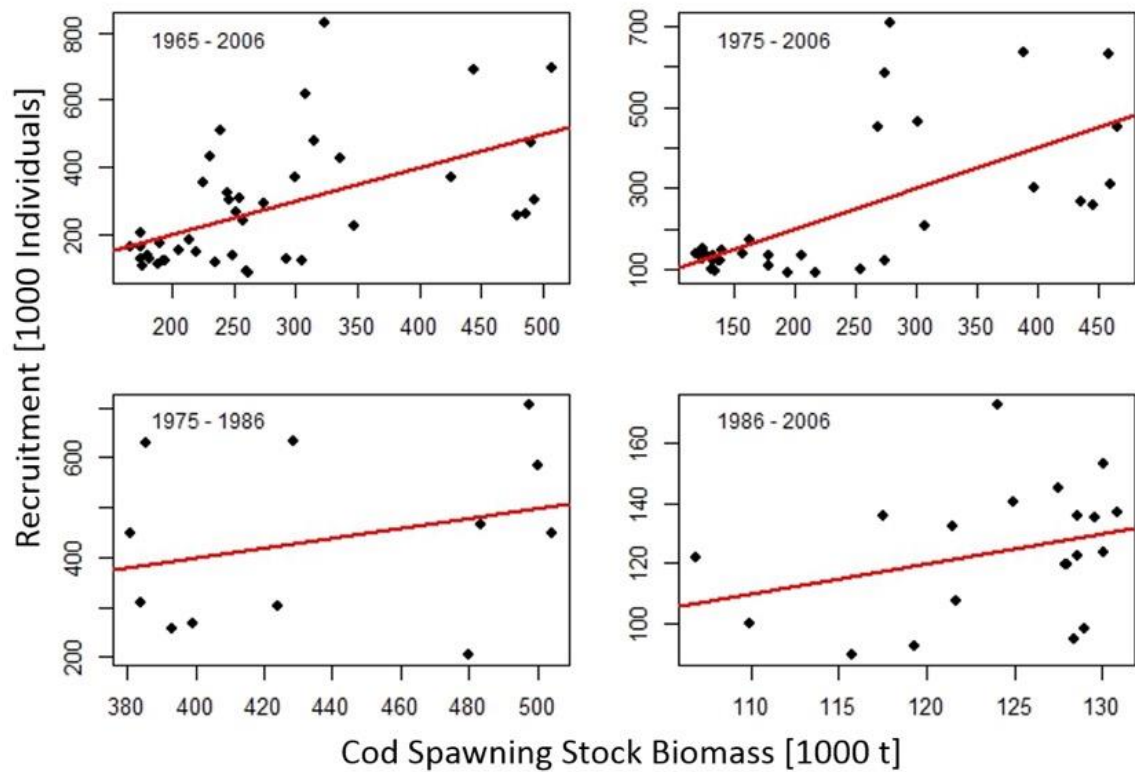 Recruitment [1000 Individuals]
1965 - 2006
800
600
400
200
200 250 300 350 400 450 500
1975 - 2006
700
500
300
100
150 200 250 300 350 400 450
1975 - 1986
600
400
200
380 400 420 440 460 480 500
1986 - 2006
160
140
120
100
110 115 120 125 130
Cod Spawning Stock Biomass [1000 t]